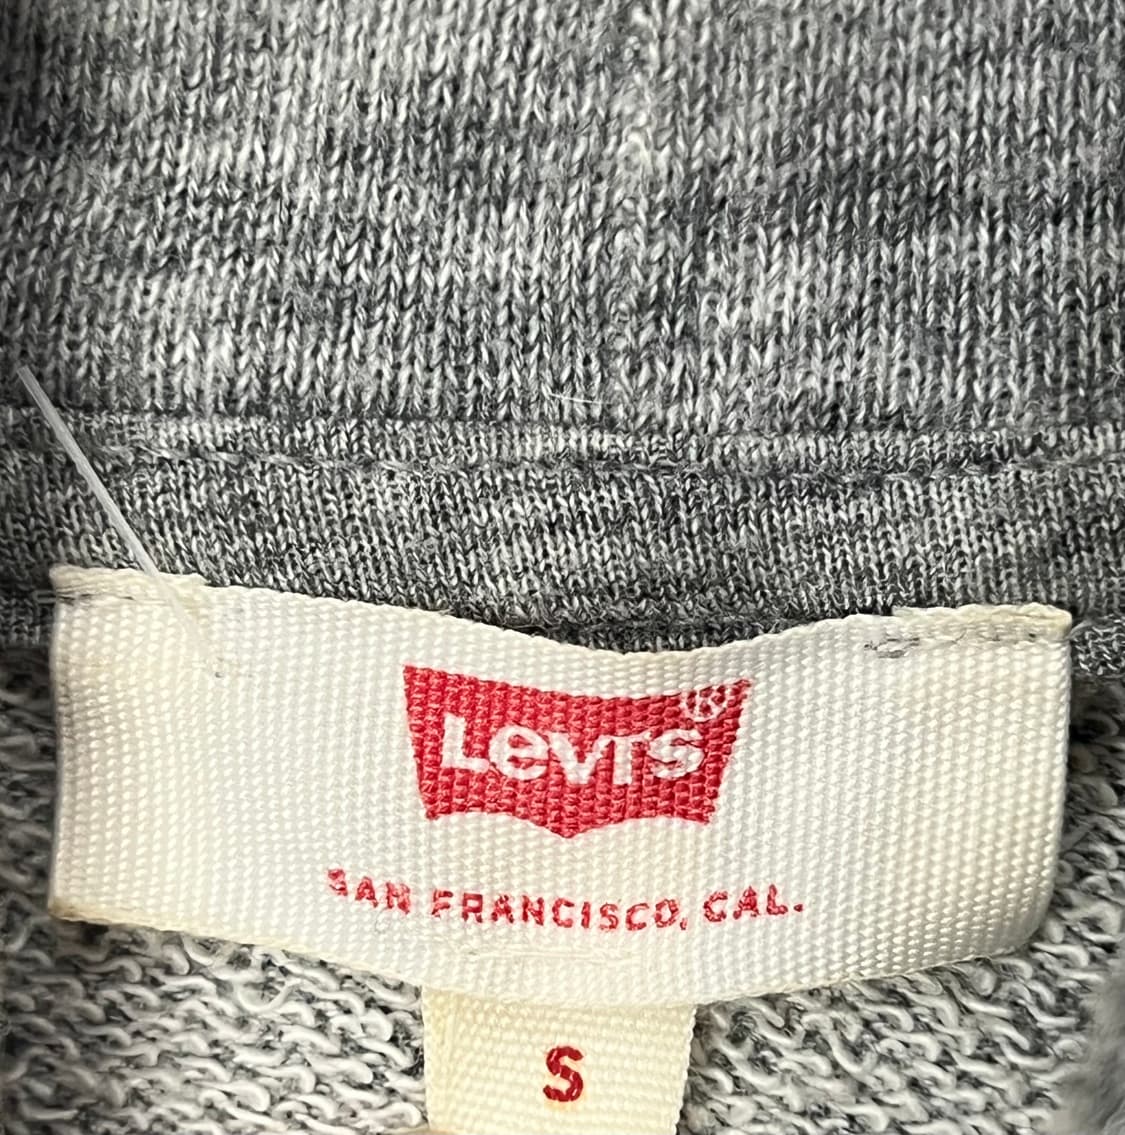 Levi's®
SAN FRANCISCO, CAL.
S